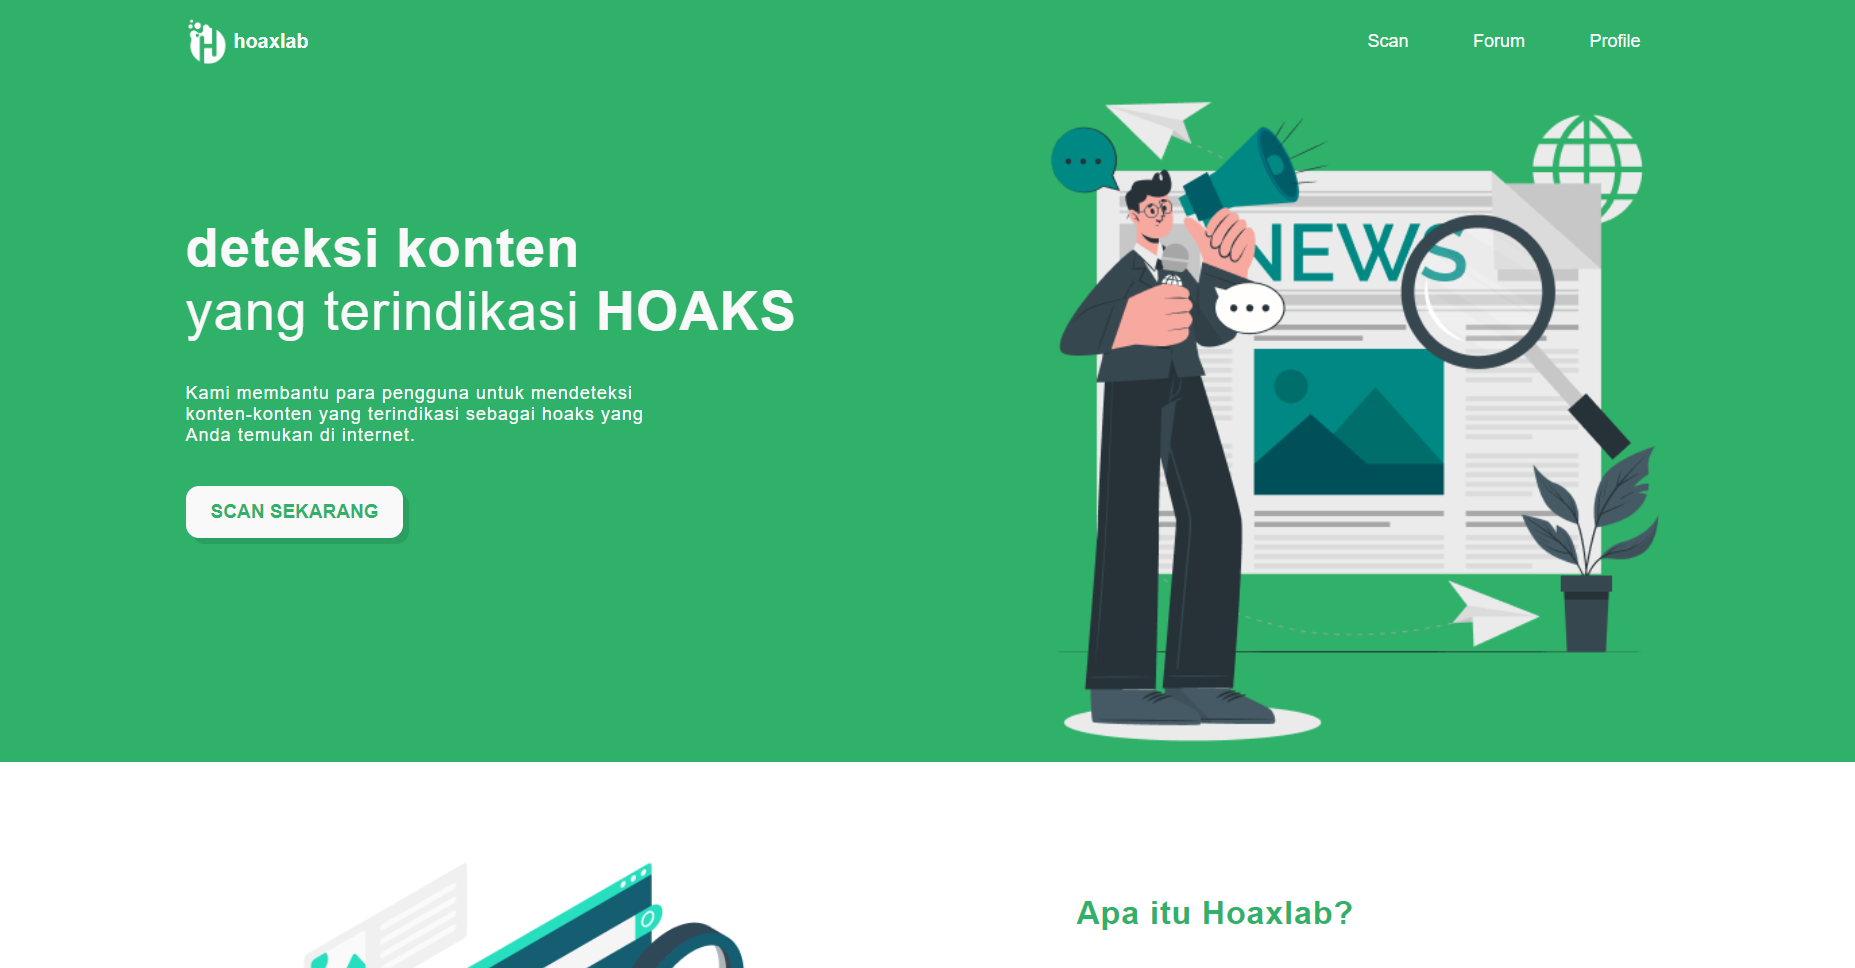 hoaxlab
Scan
Forum
Profile
NEWS
deteksi konten
yang terindikasi HOAKS
Kami membantu para pengguna untuk mendeteksi
konten-konten yang terindikasi sebagai hoaks yang
Anda temukan di internet.
SCAN SEKARANG
Apa itu Hoaxlab?